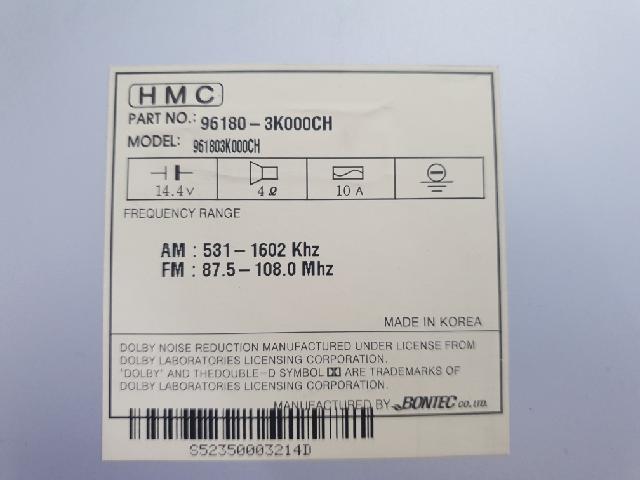 HMC
PART NO.: 96180-3K000CH
MODEL: 961803K000CH
14.4v 4Ω 10 A
FREQUENCY RANGE
AM : 531-1602 Khz
FM : 87.5-108.0 Mhz
MADE IN KOREA
DOLBY NOISE REDUCTION MANUFACTURED UNDER LICENSE FROM
DOLBY LABORATORIES LICENSING CORPORATION.
'DOLBY' AND THEDOUBLE-D SYMBOL ARE TRADEMARKS OF
DOLBY LABORATORIES LICENSING CORPORATION.
MANUFACTURED BY BONTEC CO., LTD.
S52350003214D